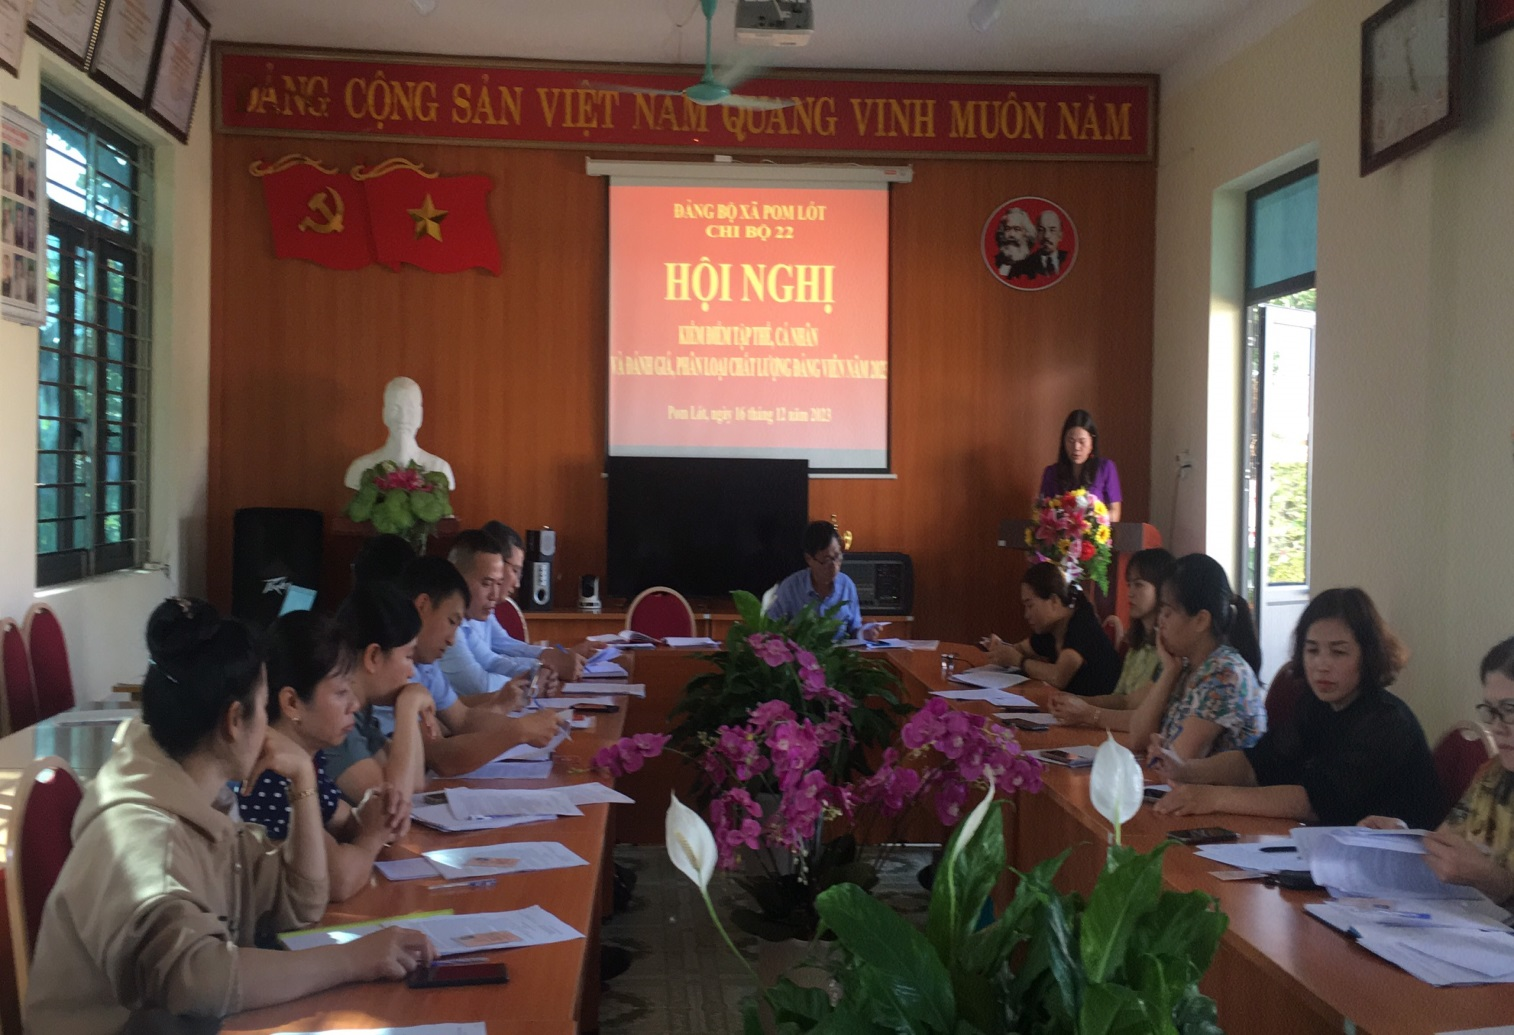 ĐẢNG CỘNG SẢN VIỆT NAM QUANG VINH MUÔN NĂM
ĐẢNG BỘ XÃ POM LÓT
CHI BỘ 22
HỘI NGHỊ
KIỂM ĐIỂM TẬP THỂ, CÁ NHÂN
VÀ ĐÁNH GIÁ, PHÂN LOẠI CHẤT LƯỢNG ĐẢNG VIÊN NĂM
Pom Lót, ngày 16 tháng 12 năm 2023